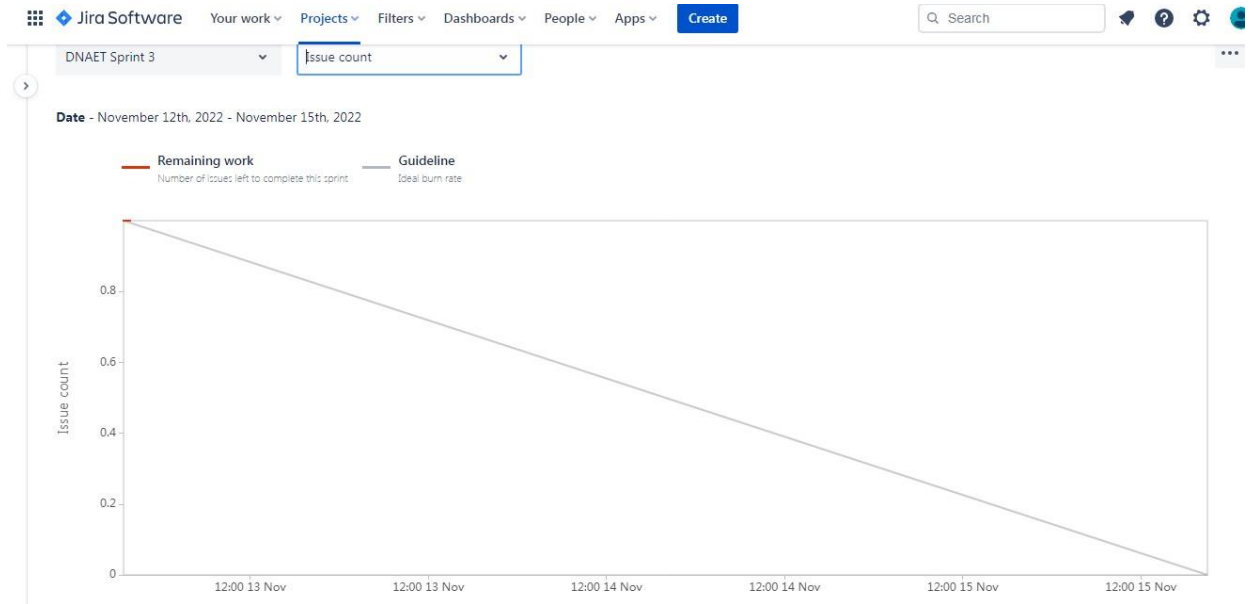 Jira Software Your work Projects Filters Dashboards People Apps Create Search
DNAET Sprint 3 Issue count
Date - November 12th, 2022 - November 15th, 2022
Remaining work Guideline
Number of issues left to complete this sprint Ideal burn rate
0.8
0.6
Issue count
0.4
0.2
0
12:00 13 Nov 12:00 13 Nov 12:00 14 Nov 12:00 14 Nov 12:00 15 Nov 12:00 15 Nov